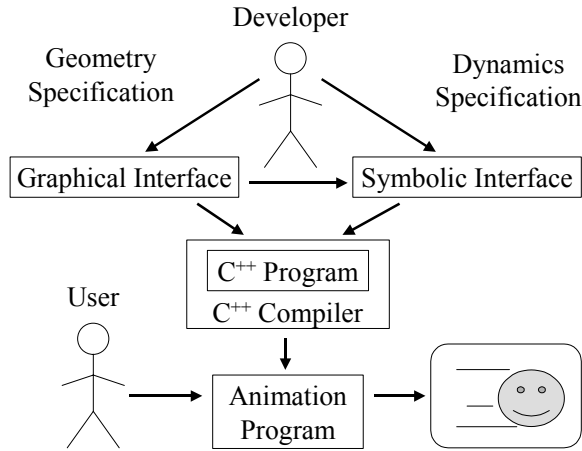 Developer
Geometry
Specification
Dynamics
Specification
Graphical Interface
Symbolic Interface
C++ Program
C++ Compiler
User
Animation
Program